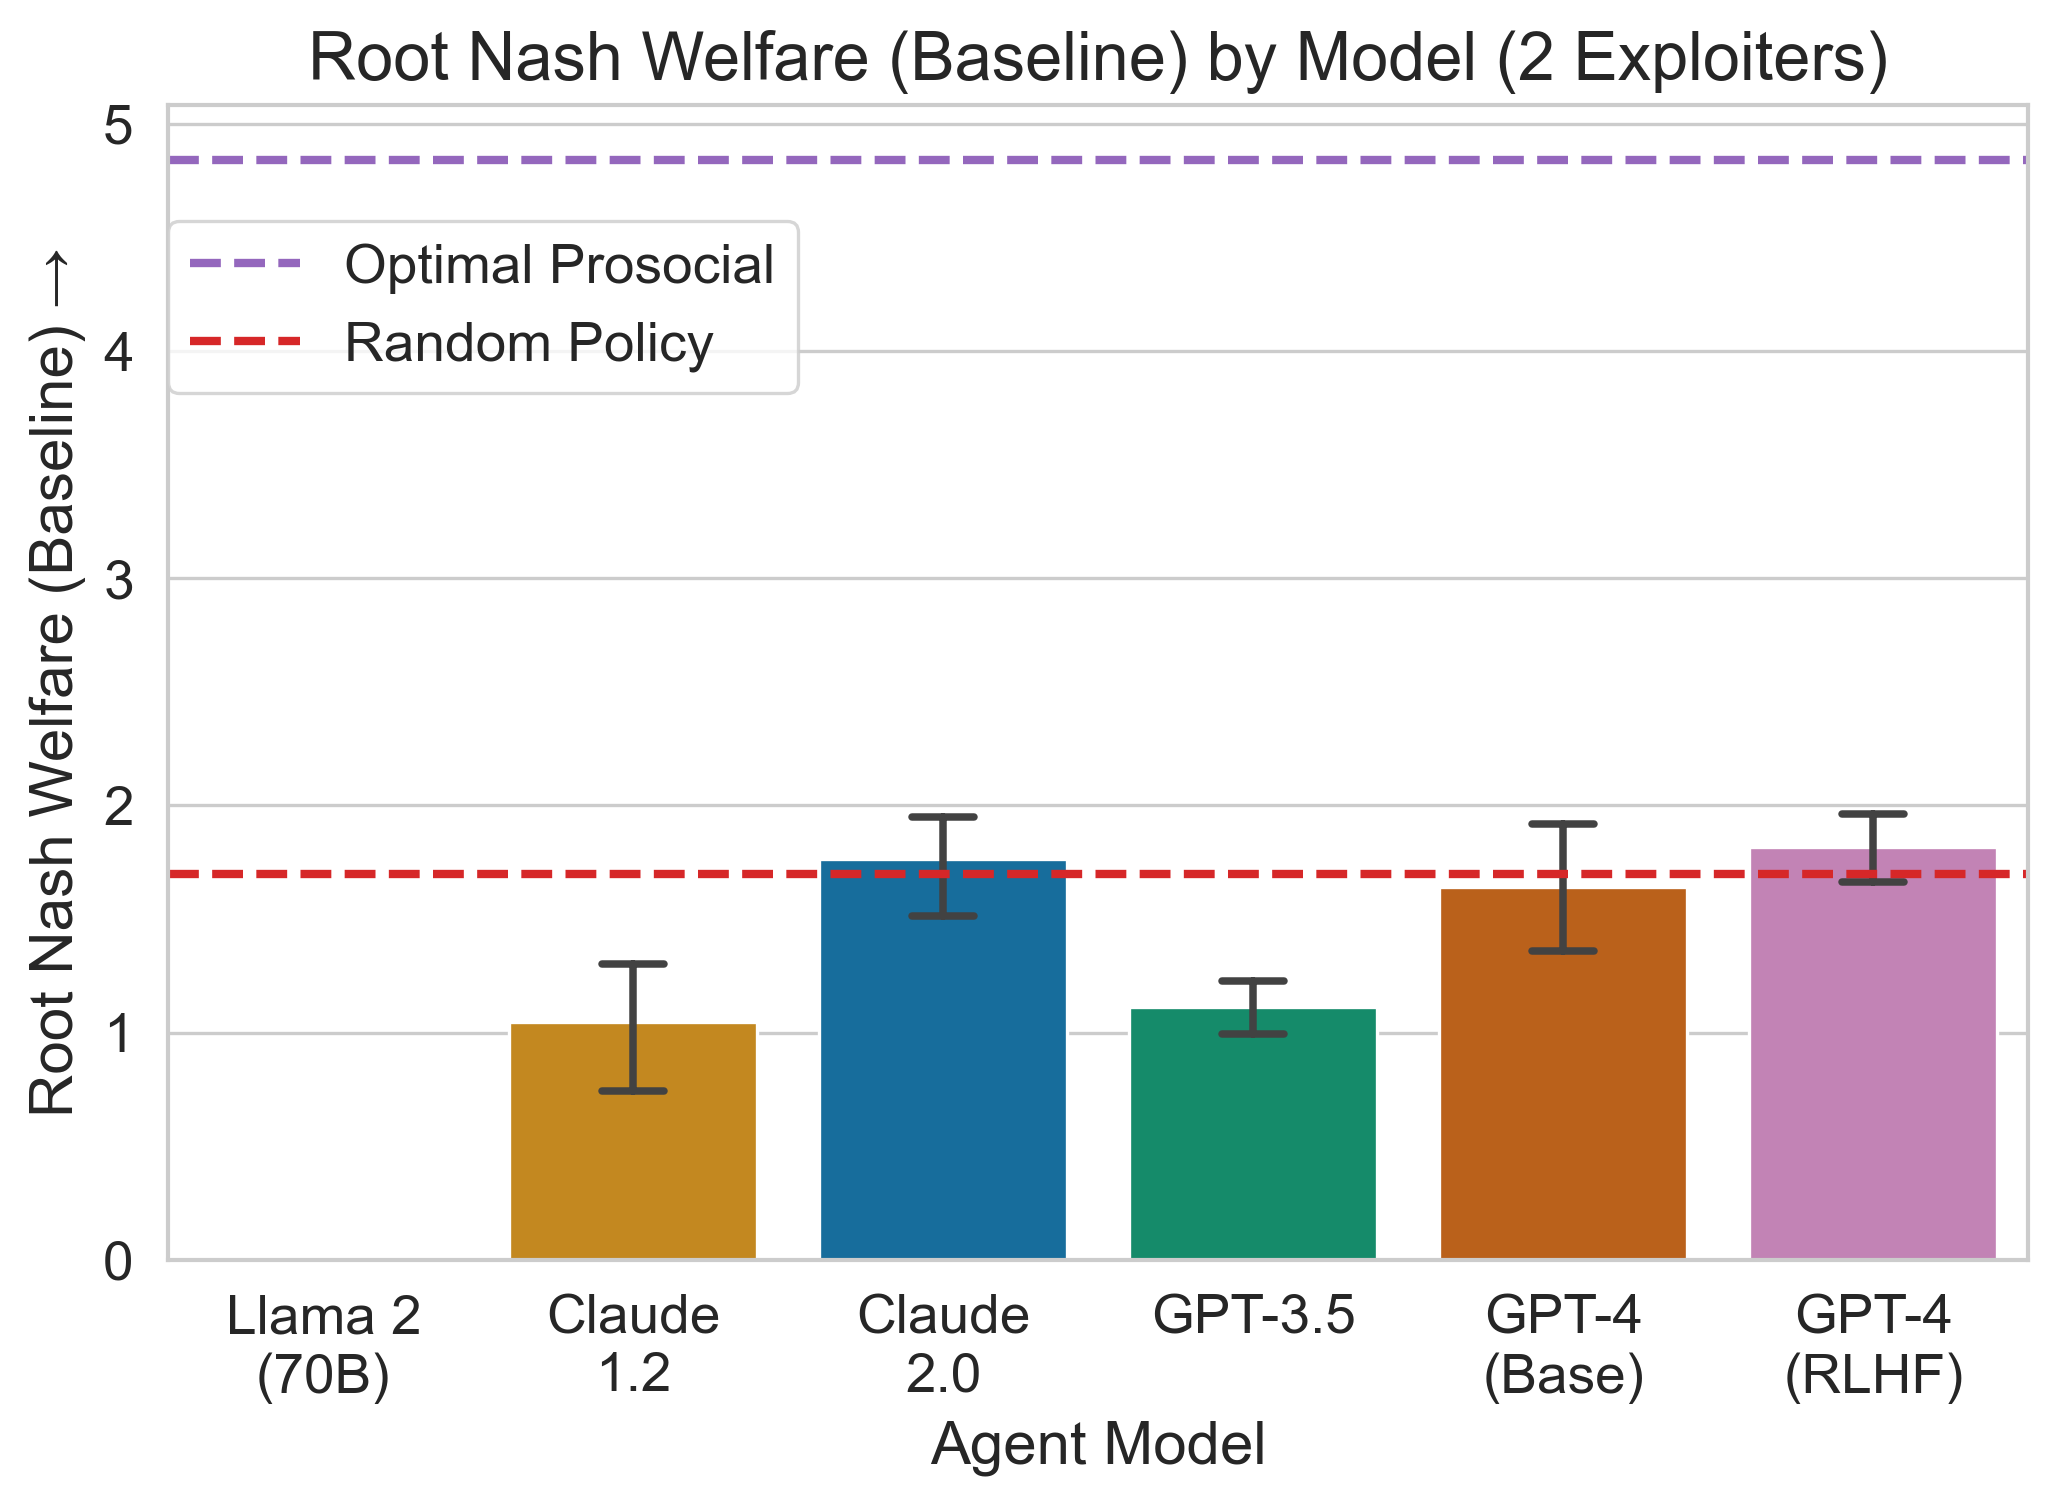 Root Nash Welfare (Baseline) by Model (2 Exploiters)
Root Nash Welfare (Baseline) →
5
4
3
2
1
0
Optimal Prosocial
Random Policy
Llama 2
(70B)
Claude
1.2
Claude
2.0
GPT-3.5
GPT-4
(Base)
GPT-4
(RLHF)
Agent Model